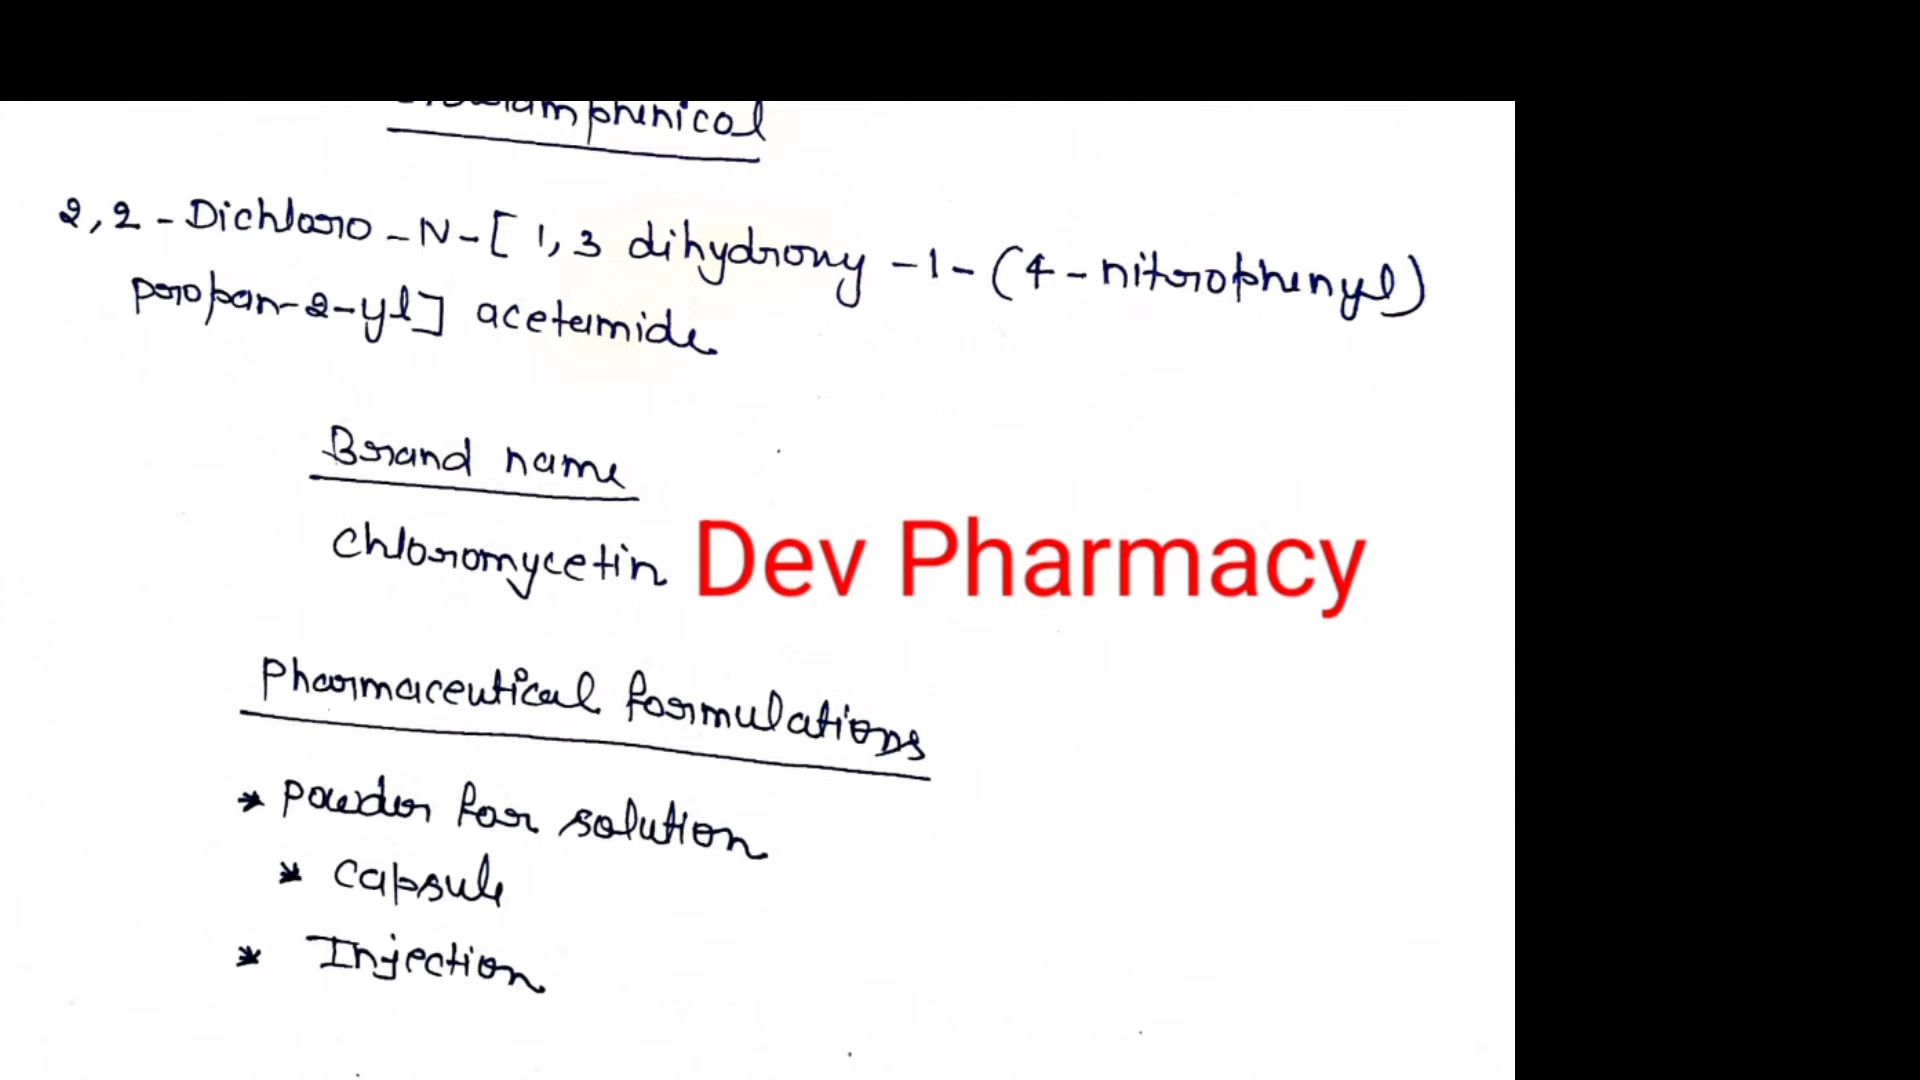 2,2-Dichloro-N-[1,3 dihydroxy-1-(4-nitrophenyl)
propan-2-yl] acetamide
Brand name
Chloromycetin
Dev Pharmacy
Pharmaceutical formulations
* Powder for solution
* Capsule
* Injection